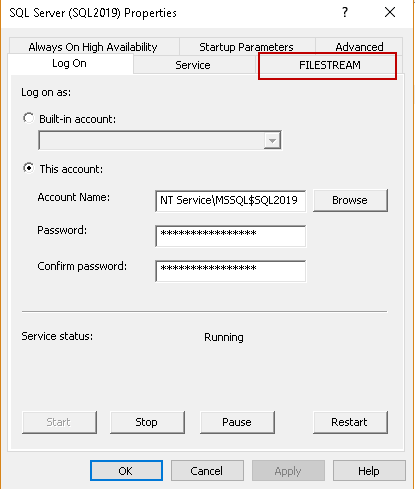 SQL Server (SQL2019) Properties ? ×
Always On High Availability Startup Parameters Advanced
Log On Service FILESTREAM
Log on as:
Built-in account:
This account:
Account Name: NT Service\MSSQL$SQL2019 Browse
Password: ****************
Confirm password: ****************
Service status: Running
Start Stop Pause Restart
OK Cancel Apply Help